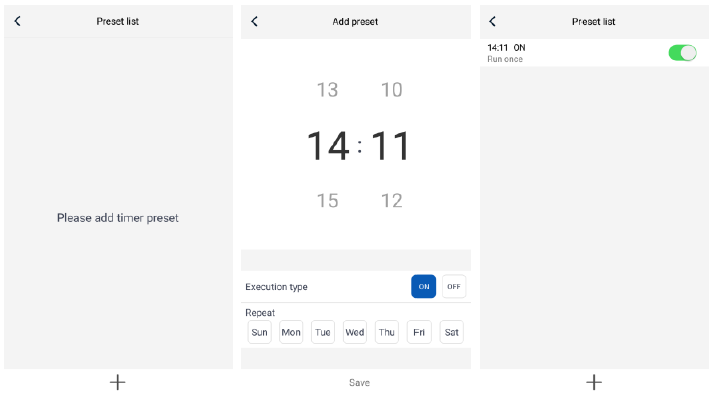 Preset list
Please add timer preset
Add preset
13 10
14 : 11
15 12
Execution type ON OFF
Repeat
Sun Mon Tue Wed Thu Fri Sat
Save
Preset list
14:11 ON
Run once